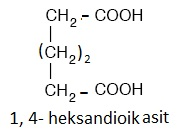 CH₂ – COOH
(CH₂)₂
CH₂ – COOH
1, 4- heksandioik asit